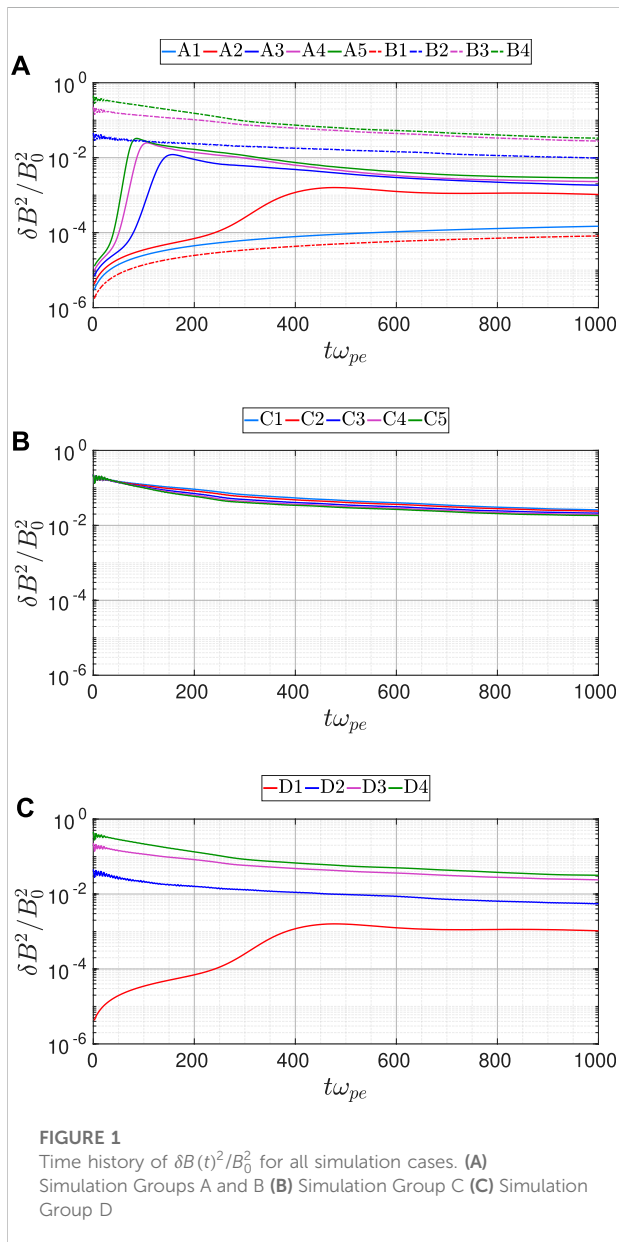 A
A1 A2 A3 A4 A5 B1 B2 B3 B4
10^0
10^-2
10^-4
10^-6
δB²/B₀²
0 200 400 600 800 1000
tω_pe
B
C1 C2 C3 C4 C5
10^0
10^-2
10^-4
10^-6
δB²/B₀²
0 200 400 600 800 1000
tω_pe
C
D1 D2 D3 D4
10^0
10^-2
10^-4
10^-6
δB²/B₀²
0 200 400 600 800 1000
tω_pe
FIGURE 1
Time history of δB(t)²/B₀² for all simulation cases. (A)
Simulation Groups A and B (B) Simulation Group C (C) Simulation
Group D